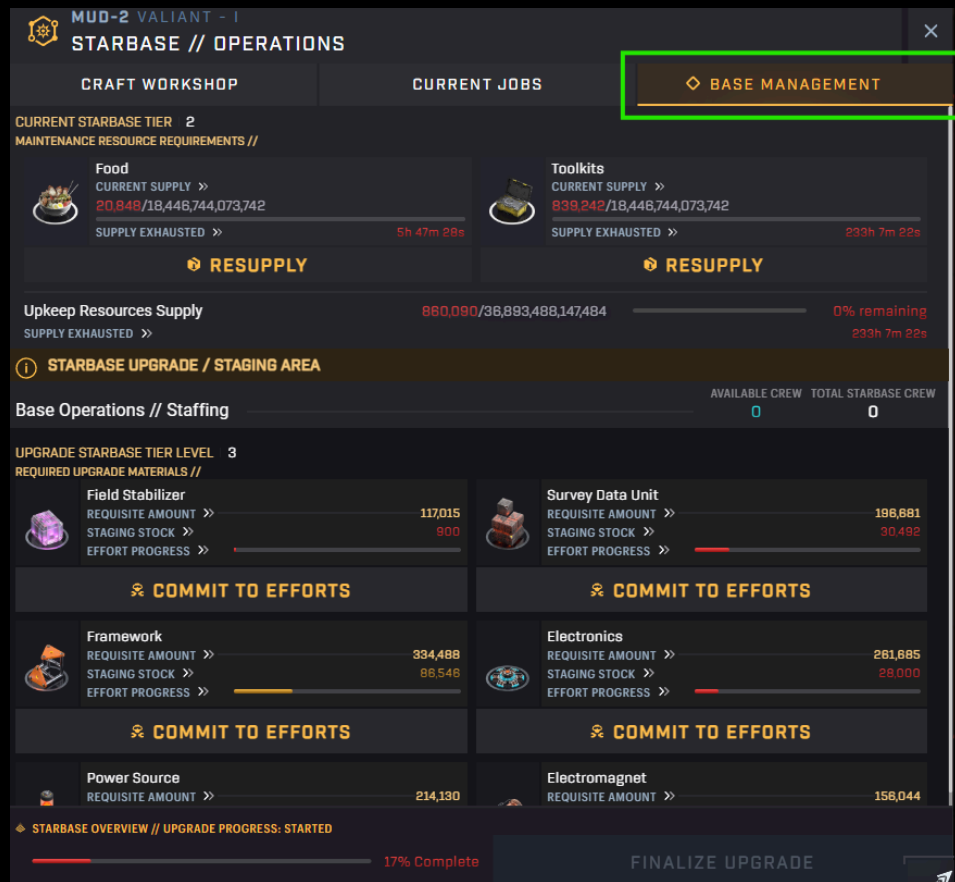 MUD-2 VALIANT - I
STARBASE // OPERATIONS
CRAFT WORKSHOP
CURRENT JOBS
BASE MANAGEMENT
CURRENT STARBASE TIER 2
MAINTENANCE RESOURCE REQUIREMENTS //
Food
CURRENT SUPPLY »
20,848/18,446,744,073,742
SUPPLY EXHAUSTED » 5h 47m 28s
RESUPPLY
Toolkits
CURRENT SUPPLY »
839,242/18,446,744,073,742
SUPPLY EXHAUSTED » 233h 7m 22s
RESUPPLY
Upkeep Resources Supply 860,090/36,893,488,147,484 0% remaining
SUPPLY EXHAUSTED » 233h 7m 22s
STARBASE UPGRADE / STAGING AREA
AVAILABLE CREW TOTAL STARBASE CREW
Base Operations // Staffing 0 0
UPGRADE STARBASE TIER LEVEL 3
REQUIRED UPGRADE MATERIALS //
Field Stabilizer
REQUISITE AMOUNT » 117,015
STAGING STOCK » 900
EFFORT PROGRESS »
COMMIT TO EFFORTS
Survey Data Unit
REQUISITE AMOUNT » 198,681
STAGING STOCK » 30,492
EFFORT PROGRESS »
COMMIT TO EFFORTS
Framework
REQUISITE AMOUNT » 334,488
STAGING STOCK » 86,546
EFFORT PROGRESS »
COMMIT TO EFFORTS
Electronics
REQUISITE AMOUNT » 261,685
STAGING STOCK » 28,000
EFFORT PROGRESS »
COMMIT TO EFFORTS
Power Source
REQUISITE AMOUNT » 214,130
Electromagnet
REQUISITE AMOUNT » 156,044
STARBASE OVERVIEW // UPGRADE PROGRESS: STARTED
17% Complete
FINALIZE UPGRADE